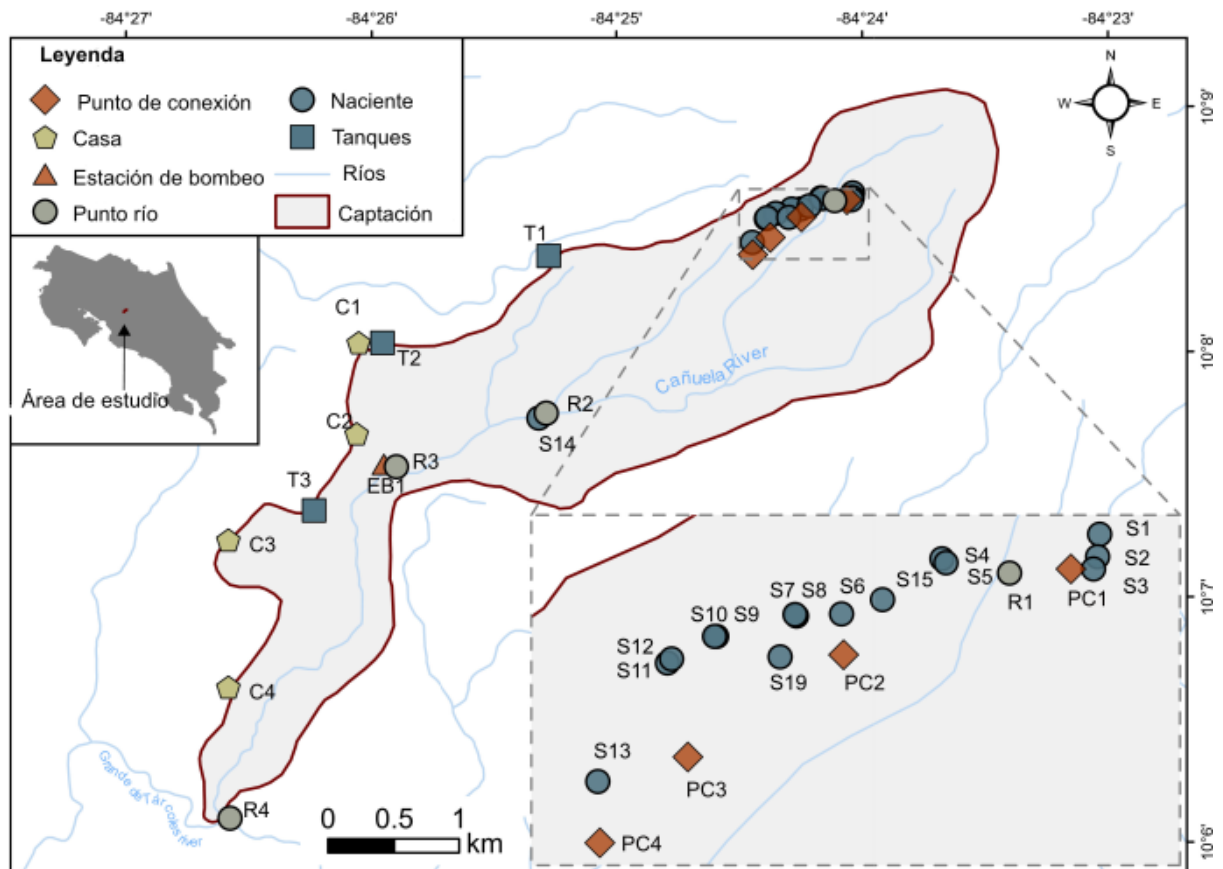 -84°27'
-84°26'
-84°25'
-84°24'
-84°23'
Leyenda
Punto de conexión
Naciente
Casa
Tanques
Estación de bombeo
Ríos
Punto río
Captación
N
W
E
S
10°9'
10°8'
10°7'
10°6'
Área de estudio
T1
C1
T2
C2
R2
S14
T3
R3
EB1
C3
C4
R4
Cañuela River
Grande de Tárcoles river
0 0.5 1
km
S1
S2
S3
S4
S5
S15
R1
PC1
S6
S7 S8
S10 S9
S12
S11
S19
PC2
S13
PC3
PC4